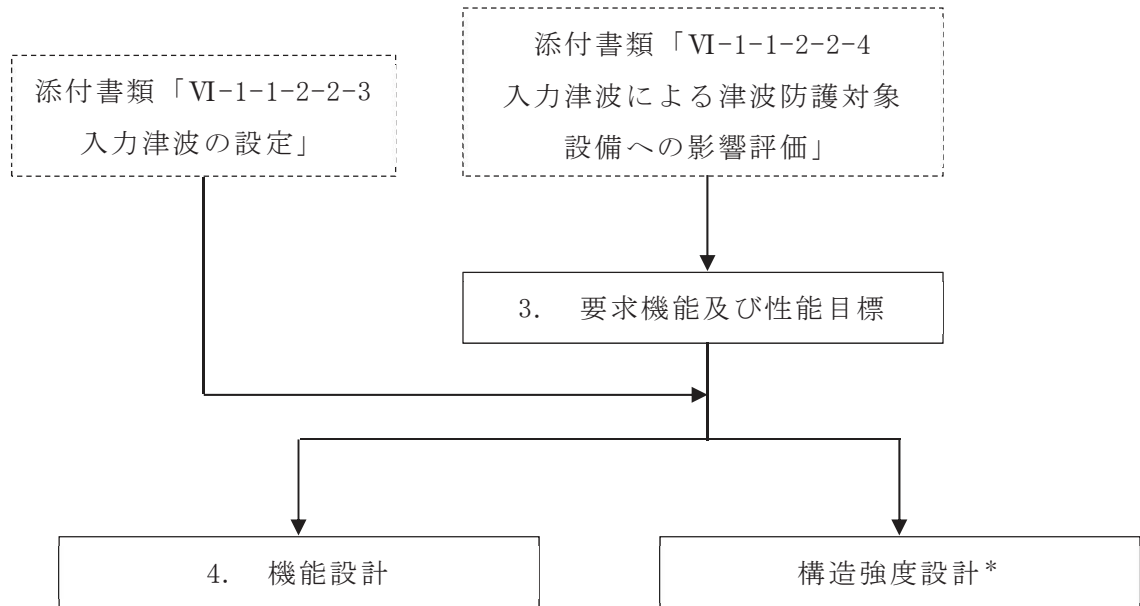 添付書類「Ⅵ-1-1-2-2-3
入力津波の設定」
添付書類「Ⅵ-1-1-2-2-4
入力津波による津波防護対象
設備への影響評価」
3. 要求機能及び性能目標
4. 機能設計
構造強度設計*